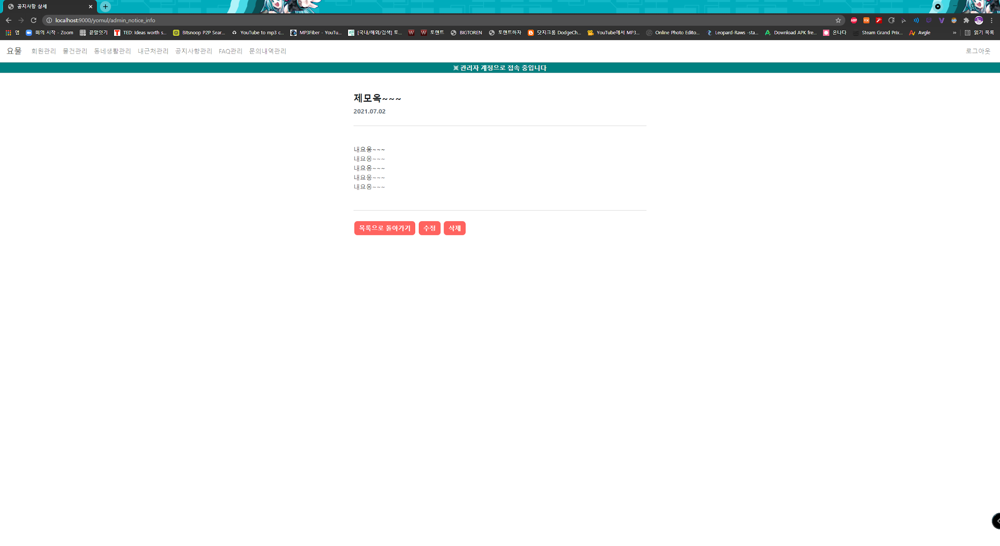 공지사항 상세
localhost:9000/yomul/admin_notice_info
앱 회의 시작 - Zoom 끝말잇기 TED: Ideas worth s... Bitsnoop P2P Sear... YouTube to mp3 c... MP3Fiber - YouTu... [국내/해외/검색] 토... 토렌트 BIGTOREN 토렌트하자 닷지크롬 DodgeCh... YouTube에서 MP3... Online Photo Edito... Leopard-Raws -sta... Download APK fre... 온나다 Steam Grand Prix... Avgle » 읽기 목록
요물 회원관리 물건관리 동네생활관리 내근처관리 공지사항관리 FAQ관리 문의내역관리 로그아웃
※ 관리자 계정으로 접속 중입니다
제모옥~~~
2021.07.02
내요옹~~~
내요옹~~~
내요옹~~~
내요옹~~~
내요옹~~~
목록으로 돌아가기 수정 삭제